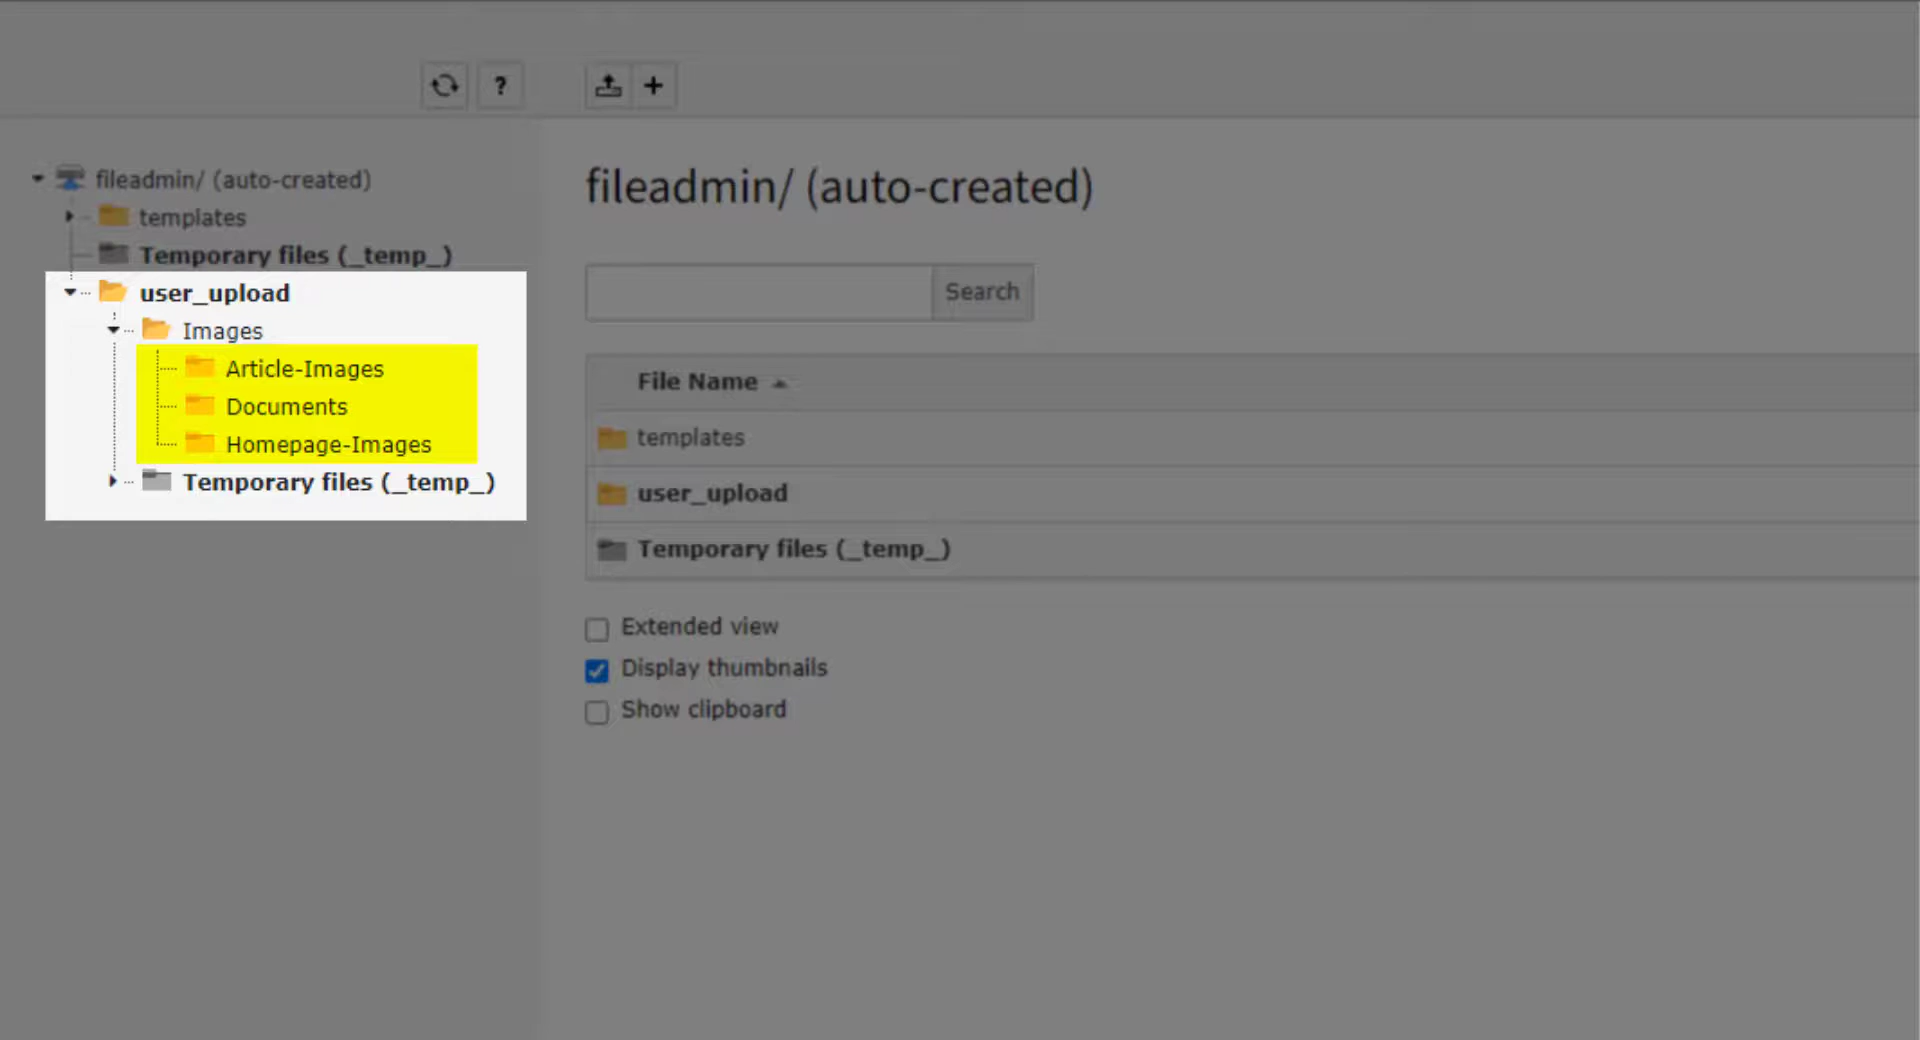 ?
+
fileadmin/ (auto-created)
templates
Temporary files (_temp_)
user_upload
Images
Article-Images
Documents
Homepage-Images
Temporary files (_temp_)
fileadmin/ (auto-created)
Search
File Name
templates
user_upload
Temporary files (_temp_)
Extended view
Display thumbnails
Show clipboard